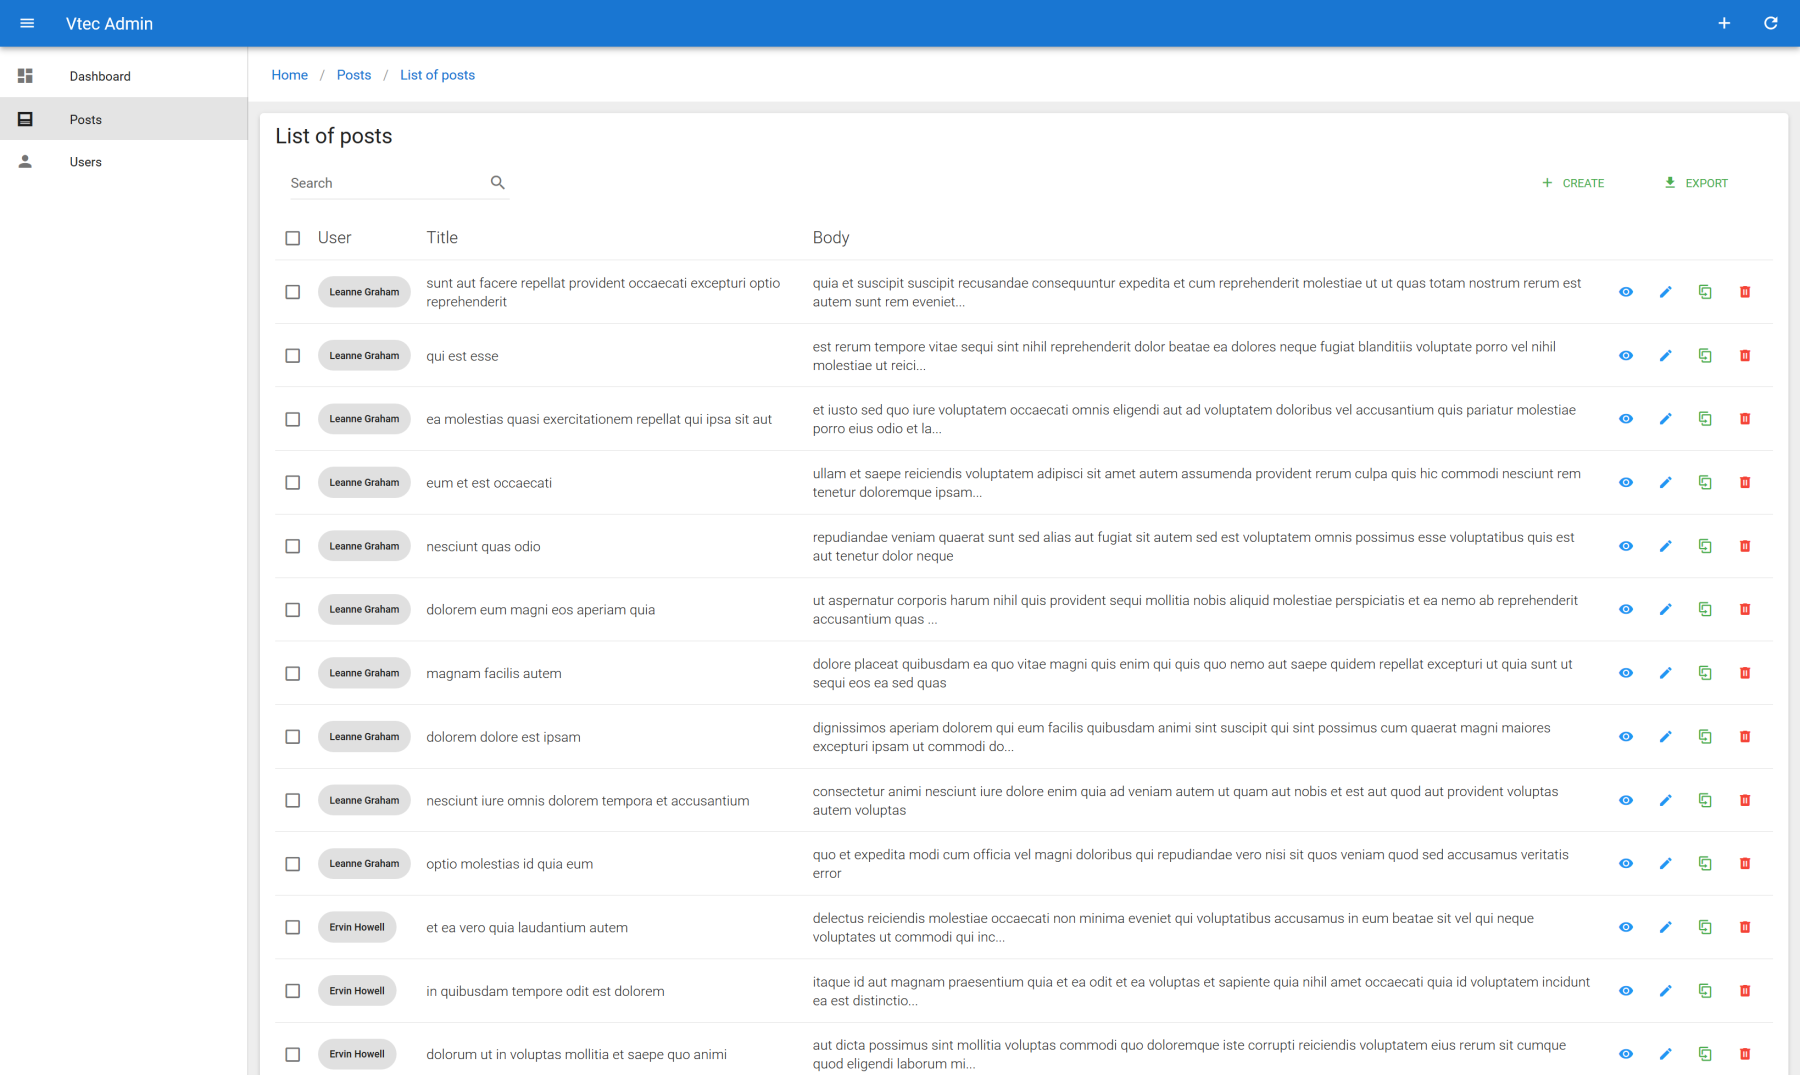 Vtec Admin
Dashboard
Posts
Users
Home / Posts / List of posts
List of posts
Search
CREATE
EXPORT
User Title Body
Leanne Graham
sunt aut facere repellat provident occaecati excepturi optio
reprehenderit
quia et suscipit suscipit recusandae consequuntur expedita et cum reprehenderit molestiae ut ut quas totam nostrum rerum est
autem sunt rem eveniet...
Leanne Graham
qui est esse
est rerum tempore vitae sequi sint nihil reprehenderit dolor beatae ea dolores neque fugiat blanditiis voluptate porro vel nihil
molestiae ut reici...
Leanne Graham
ea molestias quasi exercitationem repellat qui ipsa sit aut
et iusto sed quo iure voluptatem occaecati omnis eligendi aut ad voluptatem doloribus vel accusantium quis pariatur molestiae
porro eius odio et la...
Leanne Graham
eum et est occaecati
ullam et saepe reiciendis voluptatem adipisci sit amet autem assumenda provident rerum culpa quis hic commodi nesciunt rem
tenetur doloremque ipsam...
Leanne Graham
nesciunt quas odio
repudiandae veniam quaerat sunt sed alias aut fugiat sit autem sed est voluptatem omnis possimus esse voluptatibus quis est
aut tenetur dolor neque
Leanne Graham
dolorem eum magni eos aperiam quia
ut aspernatur corporis harum nihil quis provident sequi mollitia nobis aliquid molestiae perspiciatis et ea nemo ab reprehenderit
accusantium quas ...
Leanne Graham
magnam facilis autem
dolore placeat quibusdam ea quo vitae magni quis enim qui quis quo nemo aut saepe quidem repellat excepturi ut quia sunt ut
sequi eos ea sed quas
Leanne Graham
dolorem dolore est ipsam
dignissimos aperiam dolorem qui eum facilis quibusdam animi sint suscipit qui sint possimus cum quaerat magni maiores
excepturi ipsam ut commodi do...
Leanne Graham
nesciunt iure omnis dolorem tempora et accusantium
consectetur animi nesciunt iure dolore enim quia ad veniam autem ut quam aut nobis et est aut quod aut provident voluptas
autem voluptas
Leanne Graham
optio molestias id quia eum
quo et expedita modi cum officia vel magni doloribus qui repudiandae vero nisi sit quos veniam quod sed accusamus veritatis
error
Ervin Howell
et ea vero quia laudantium autem
delectus reiciendis molestiae occaecati non minima eveniet qui voluptatibus accusamus in eum beatae sit vel qui neque
voluptates ut commodi qui inc...
Ervin Howell
in quibusdam tempore odit est dolorem
itaque id aut magnam praesentium quia et ea odit et ea voluptas et sapiente quia nihil amet occaecati quia id voluptatem incidunt
ea est distinctio...
Ervin Howell
dolorum ut in voluptas mollitia et saepe quo animi
aut dicta possimus sint mollitia voluptas commodi quo doloremque iste corrupti reiciendis voluptatem eius rerum sit cumque
quod eligendi laborum mi...